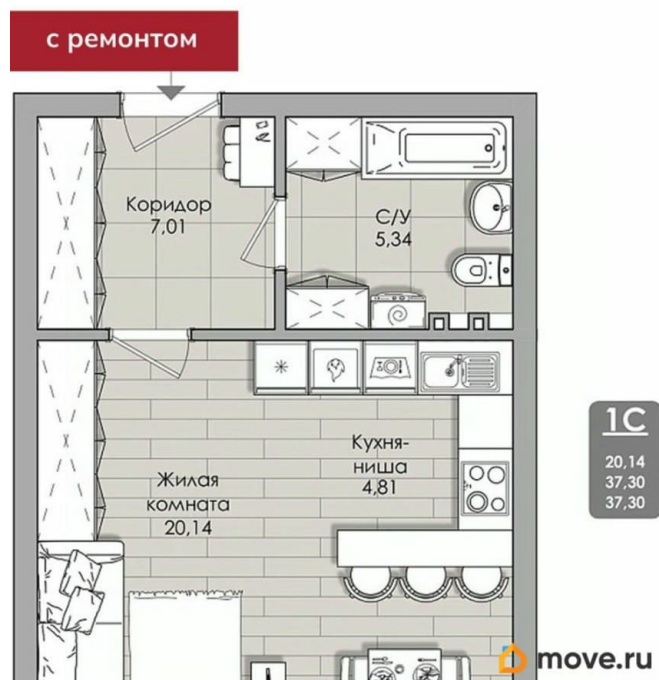 с ремонтом
Коридор
7,01
С/У
5,34
Кухня-
ниша
4,81
Жилая
комната
20,14
1С
20.14
37,30
37,30
move.ru